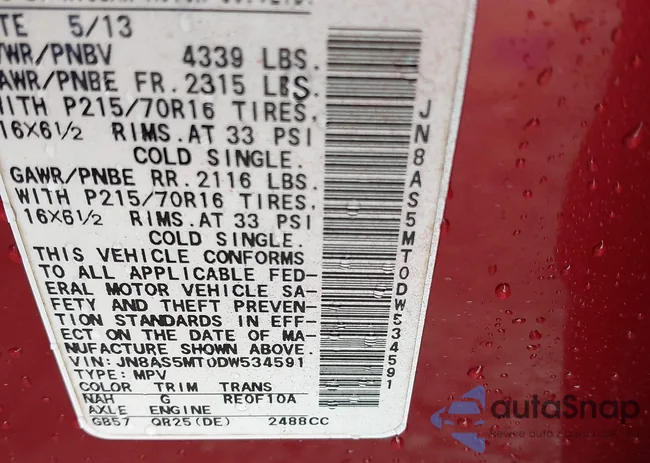 TE 5/13
VWR/PNBV 4339 LBS.
AWR/PNBE FR. 2315 LBS
WITH P215/70R16 TIRES.
16X6½ RIMS. AT 33 PSI
COLD SINGLE.
GAWR/PNBE RR. 2116 LBS.
WITH P215/70R16 TIRES.
16X6½ RIMS. AT 33 PSI
COLD SINGLE.
THIS VEHICLE CONFORMS
TO ALL APPLICABLE FED-
ERAL MOTOR VEHICLE SA-
FETY AND THEFT PREVEN-
TION STANDARDS IN EFF-
ECT ON THE DATE OF MA-
NUFACTURE SHOWN ABOVE.
VIN: JN8AS5MT0DW534591
TYPE: MPV
COLOR TRIM TRANS
NAH G RE0F10A
AXLE ENGINE
GB57 QR25(DE) 2488CC
JN8AS5MT0DW534591
autoSnap